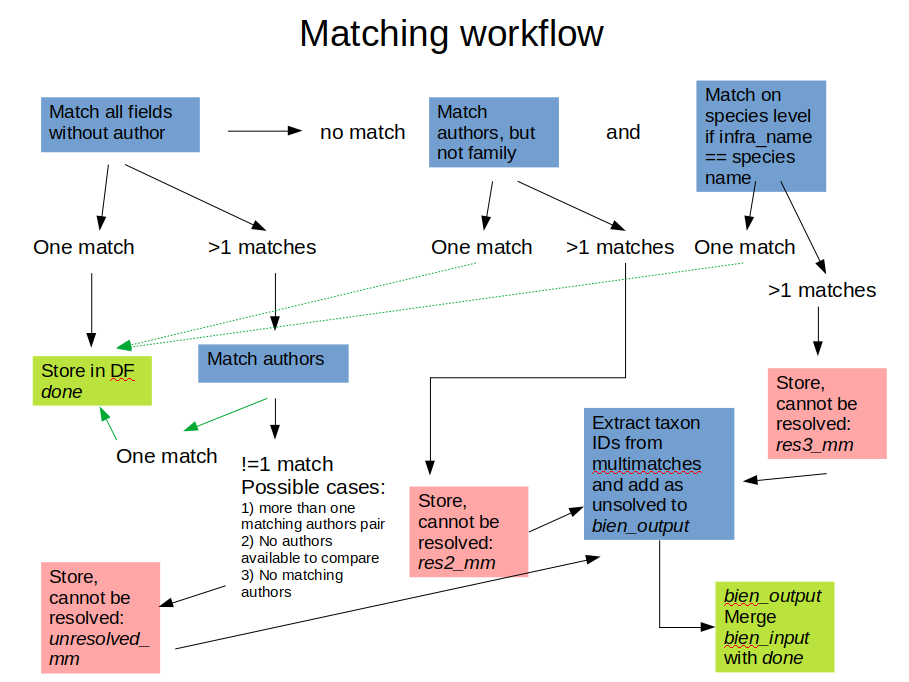 Matching workflow
Match all fields
without author
no match
Match
authors, but
not family
and
Match on
species level
if infra_name
== species
name
One match
>1 matches
One match
>1 matches
One match
>1 matches
Store in DF
done
Match authors
One match
!=1 match
Possible cases:
1) more than one
matching authors pair
2) No authors
available to compare
3) No matching
authors
Store,
cannot be
resolved:
unresolved_
mm
Store,
cannot be
resolved:
res2_mm
Extract taxon
IDs from
multimatches
and add as
unsolved to
bien_output
Store,
cannot be
resolved:
res3_mm
bien_output
Merge
bien_input
with done